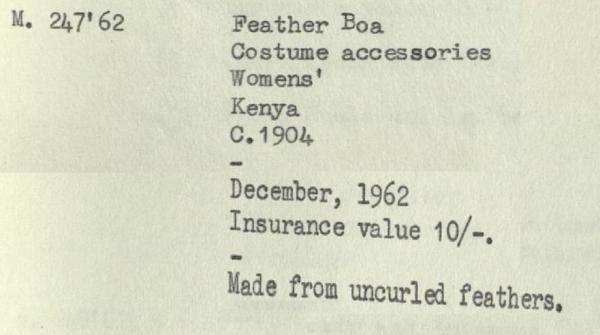 M. 247'62 Feather Boa
Costume accessories
Womens'
Kenya
C.1904
-
December, 1962
Insurance value 10/-.
-
Made from uncurled feathers.